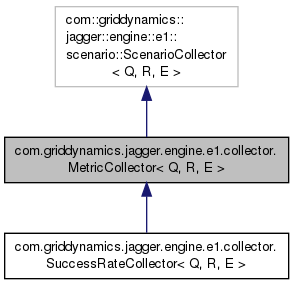 com::griddynamics::
jagger::engine::e1::
scenario::ScenarioCollector
< Q, R, E >
com.griddynamics.jagger.engine.e1.collector.
MetricCollector< Q, R, E >
com.griddynamics.jagger.engine.e1.collector.
SuccessRateCollector< Q, R, E >